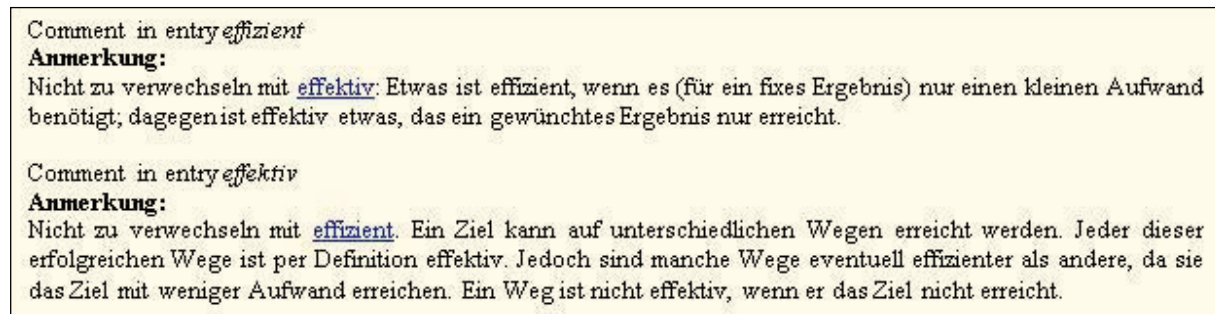 Comment in entry effizient
Anmerkung:
Nicht zu verwechseln mit effektiv: Etwas ist effizient, wenn es (für ein fixes Ergebnis) nur einen kleinen Aufwand
benötigt; dagegen ist effektiv etwas, das ein gewünchtes Ergebnis nur erreicht.
Comment in entry effektiv
Anmerkung:
Nicht zu verwechseln mit effizient. Ein Ziel kann auf unterschiedlichen Wegen erreicht werden. Jeder dieser
erfolgreichen Wege ist per Definition effektiv. Jedoch sind manche Wege eventuell effizienter als andere, da sie
das Ziel mit weniger Aufwand erreichen. Ein Weg ist nicht effektiv, wenn er das Ziel nicht erreicht.